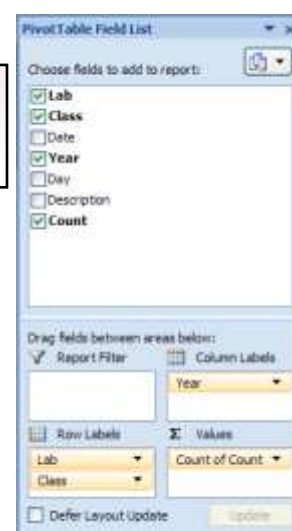 PivotTable Field List
Choose fields to add to report:
Lab
Class
Date
Year
Day
Description
Count
Drag fields between areas below:
Report Filter
Column Labels
Year
Row Labels
Σ Values
Lab
Count of Count
Class
Defer Layout Update
Update